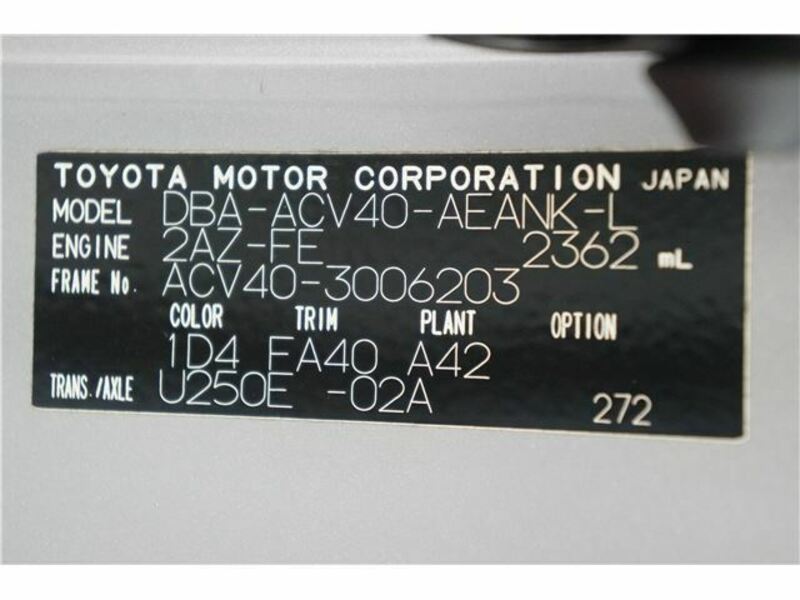 TOYOTA MOTOR CORPORATION JAPAN
MODEL DBA-ACV40-AEANK-L
ENGINE 2AZ-FE 2362 mL
FRAME No. ACV40-3006203
COLOR TRIM PLANT OPTION
1D4 FA40 A42
TRANS./AXLE U250E -02A
272